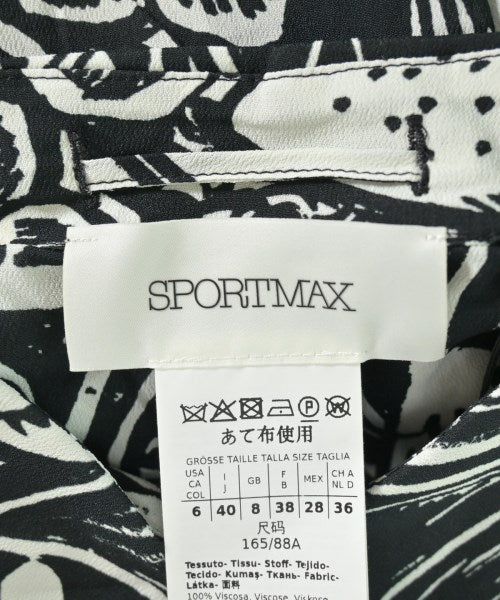 SPORTMAX
あて布使用
GRÖSSE TAILLE TALLA SIZE TAGLIA
USA CA COL I J GB F B MEX CH A NL D
6 40 8 38 28 36
尺码
165/88A
Tessuto- Tissu- Stoff- Tejido-
Tecido- Kumaş- Ткань- Fabric-
Látka- 面料
100% Viscosa, Viscose, Viskose